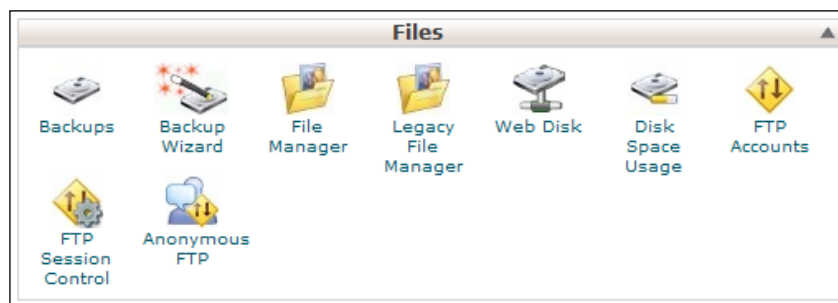 Files
Backups
Backup
Wizard
File
Manager
Legacy
File
Manager
Web Disk
Disk
Space
Usage
FTP
Accounts
FTP
Session
Control
Anonymous
FTP